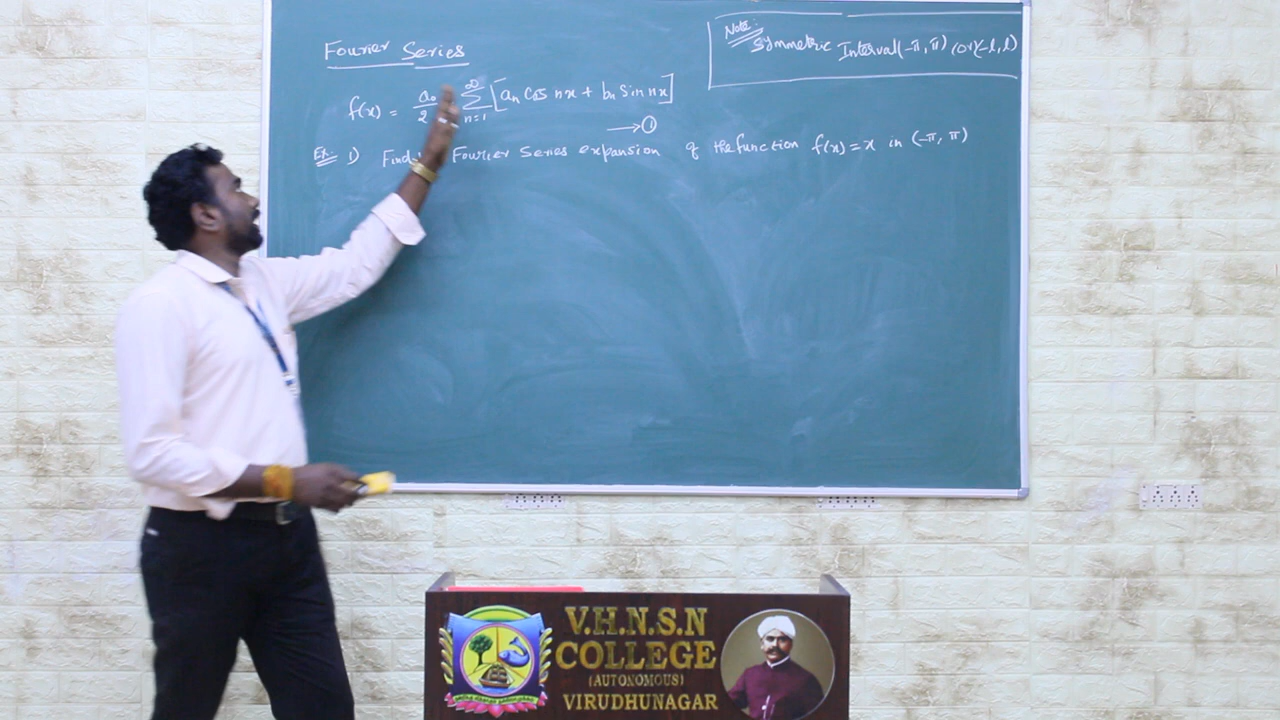 Fourier Series
Note:
Symmetric Interval (-π, π) (or) (-l, l)
f(x) = a₀/2 Σ n=1 ∞ [aₙ Cos nx + bₙ Sin nx]
→ ①
Ex: 1) Find Fourier Series expansion of the function f(x) = x in (-π, π)
V.H.N.S.N
COLLEGE
(AUTONOMOUS)
VIRUDHUNAGAR